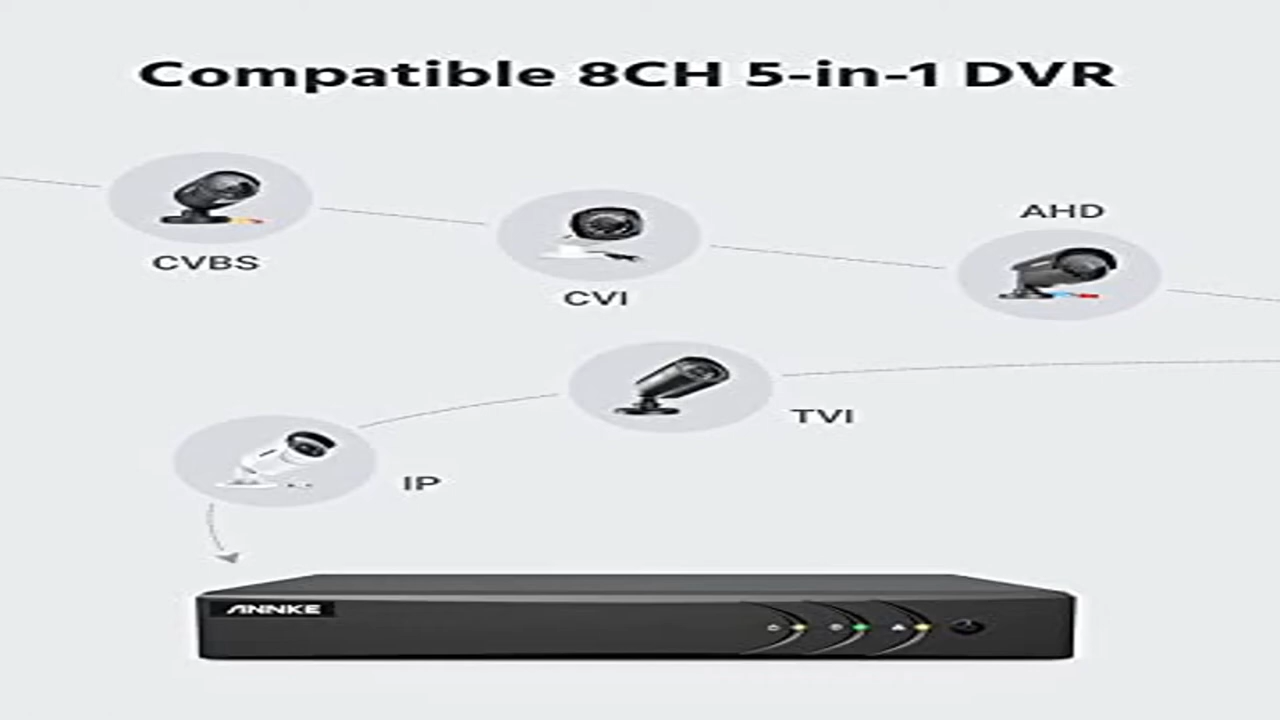 Compatible 8CH 5-in-1 DVR
AHD
CVBS
CVI
TVI
IP
ANNKE